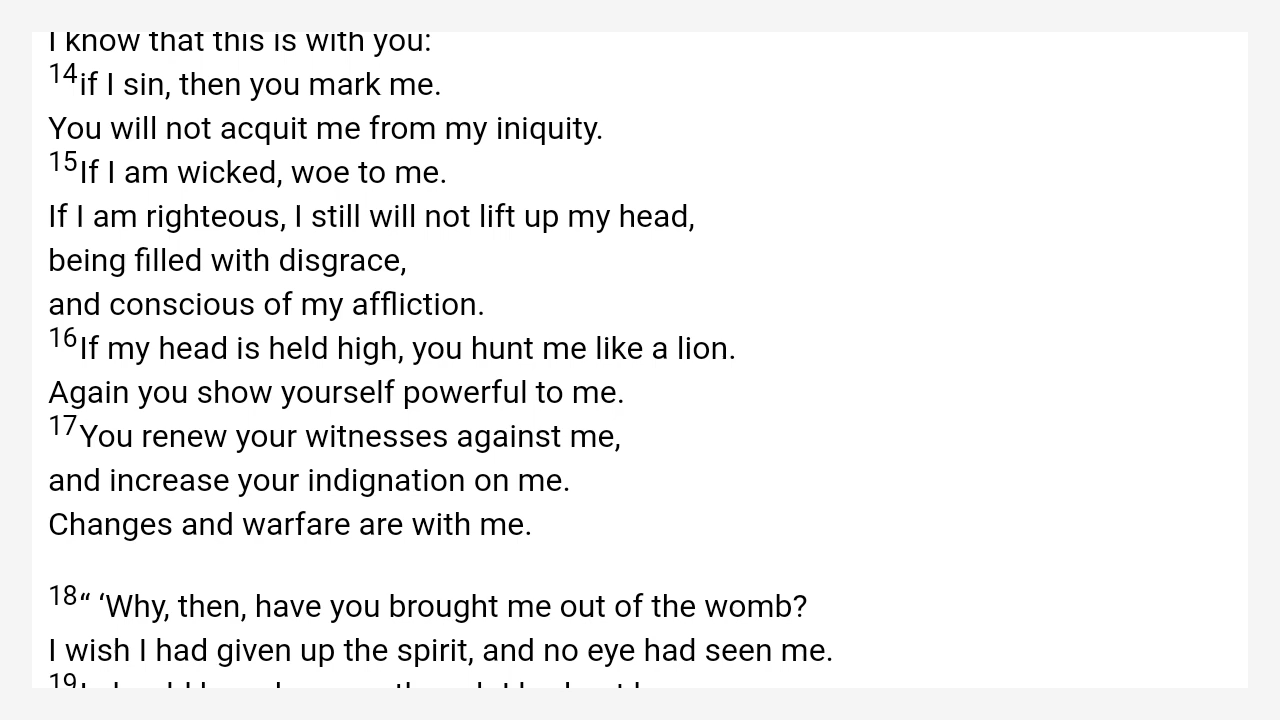 I know that this is with you:
14if I sin, then you mark me.
You will not acquit me from my iniquity.
15If I am wicked, woe to me.
If I am righteous, I still will not lift up my head,
being filled with disgrace,
and conscious of my affliction.
16If my head is held high, you hunt me like a lion.
Again you show yourself powerful to me.
17You renew your witnesses against me,
and increase your indignation on me.
Changes and warfare are with me.
18“ ‘Why, then, have you brought me out of the womb?
I wish I had given up the spirit, and no eye had seen me.
19